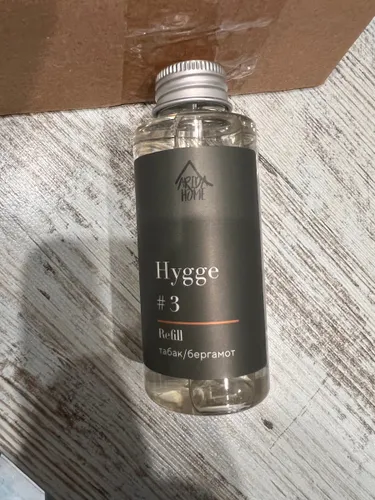 ARIDA
HOME
Hygge
# 3
Refill
табак/бергамот